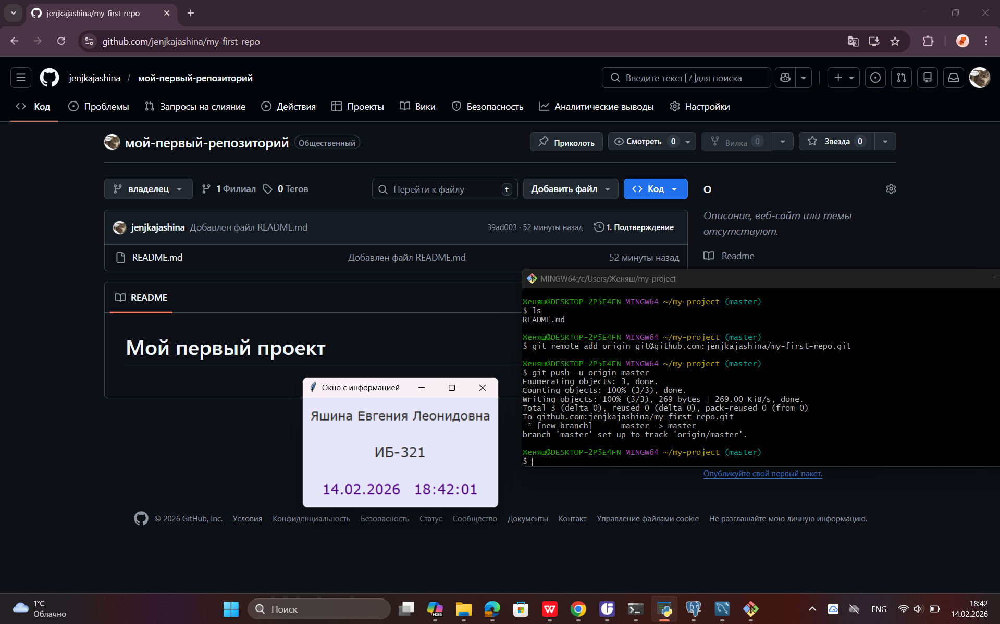 jenjkajashina/my-first-repo
github.com/jenjkajashina/my-first-repo
jenjkajashina / мой-первый-репозиторий
Введите текст / для поиска
Код
Проблемы
Запросы на слияние
Действия
Проекты
Вики
Безопасность
Аналитические выводы
Настройки
мой-первый-репозиторий Общественный
Приколоть
Смотреть 0
Вилка 0
Звезда 0
владелец
1 Филиал
0 Тегов
Перейти к файлу t
Добавить файл
Код
О
Описание, веб-сайт или темы
отсутствуют.
Readme
jenjkajashina Добавлен файл README.md
39ad003 · 52 минуты назад
1. Подтверждение
README.md Добавлен файл README.md 52 минуты назад
README
Мой первый проект
MINGW64:/c/Users/Женяш/my-project
Женяш@DESKTOP-2P5E4FN MINGW64 ~/my-project (master)
$ ls
README.md
Женяш@DESKTOP-2P5E4FN MINGW64 ~/my-project (master)
$ git remote add origin git@github.com:jenjkajashina/my-first-repo.git
Женяш@DESKTOP-2P5E4FN MINGW64 ~/my-project (master)
$ git push -u origin master
Enumerating objects: 3, done.
Counting objects: 100% (3/3), done.
Writing objects: 100% (3/3), 269 bytes | 269.00 KiB/s, done.
Total 3 (delta 0), reused 0 (delta 0), pack-reused 0 (from 0)
To github.com:jenjkajashina/my-first-repo.git
* [new branch] master -> master
branch 'master' set up to track 'origin/master'.
Женяш@DESKTOP-2P5E4FN MINGW64 ~/my-project (master)
$
Опубликуйте свой первый пакет.
Окно с информацией
Яшина Евгения Леонидовна
ИБ-321
14.02.2026 18:42:01
© 2026 GitHub, Inc. Условия Конфиденциальность Безопасность Статус Сообщество Документы Контакт Управление файлами cookie Не разглашайте мою личную информацию.
1°C
Облачно
Поиск
M365
ENG
18:42
14.02.2026